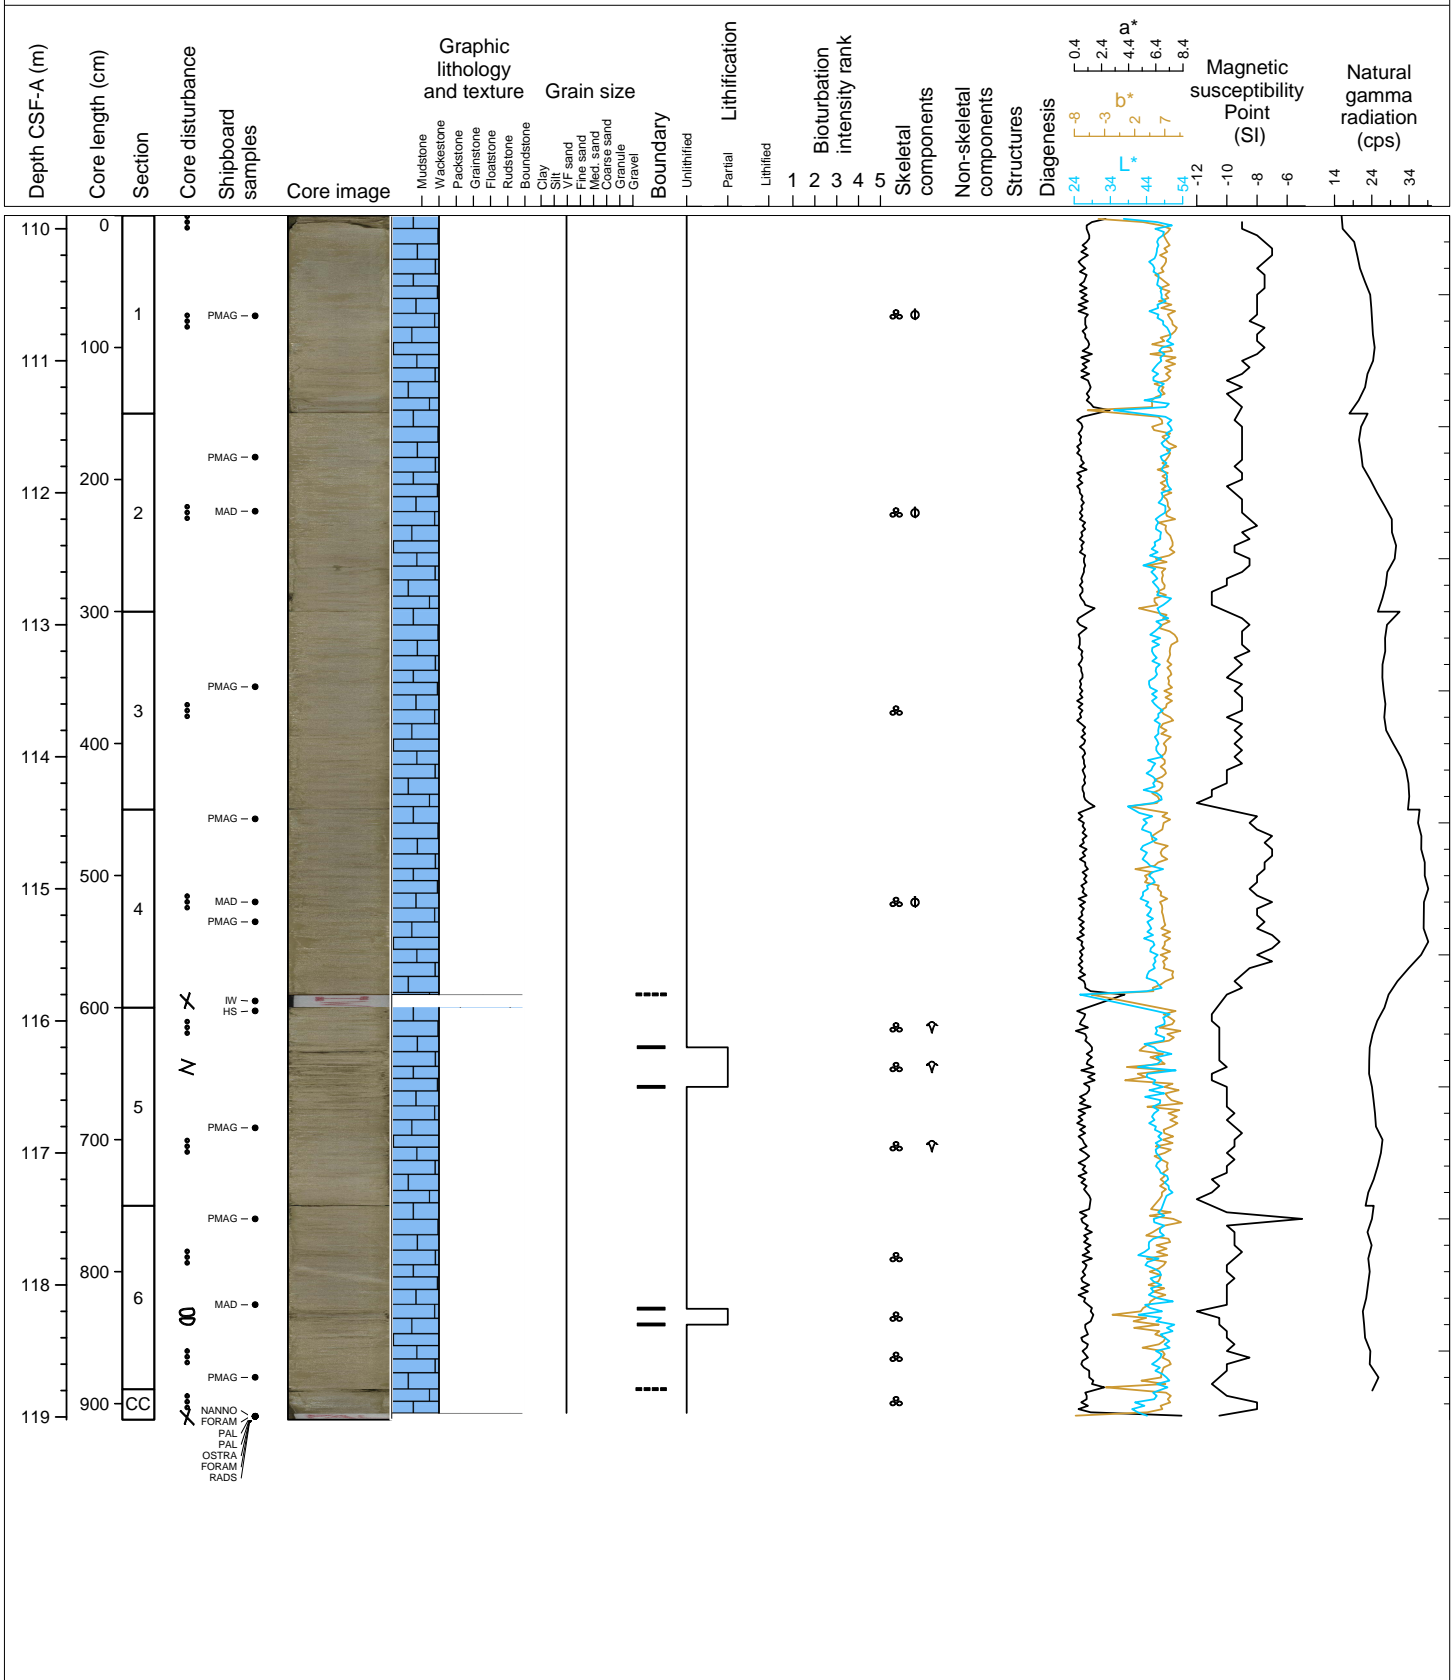 Depth CSF-A (m)
Core length (cm)
Section
Core disturbance
Shipboard
samples
Core image
Graphic
lithology
and texture
Mudstone
Wackestone
Packstone
Grainstone
Floatstone
Rudstone
Boundstone
Grain size
Clay
Silt
VF sand
Fine sand
Med. sand
Coarse sand
Granule
Gravel
Boundary
Lithification
Unlithified
Partial
Lithified
Bioturbation
intensity rank
1 2 3 4 5
Skeletal
components
Non-skeletal
components
Structures
Diagenesis
a*
0.4 2.4 4.4 6.4 8.4
b*
-8 -3 2 7
L*
24 34 44 54
Magnetic
susceptibility
Point
(SI)
-12 -10 -8 -6
Natural
gamma
radiation
(cps)
14 24 34
110
0
1
PMAG
100
111
PMAG
200
112
2
MAD
300
113
PMAG
3
400
114
PMAG
500
115
4
MAD
PMAG
IW
600
HS
116
5
PMAG
700
117
PMAG
800
118
6
MAD
PMAG
900
CC
NANNO
119
FORAM
PAL
PAL
OSTRA
FORAM
RADS